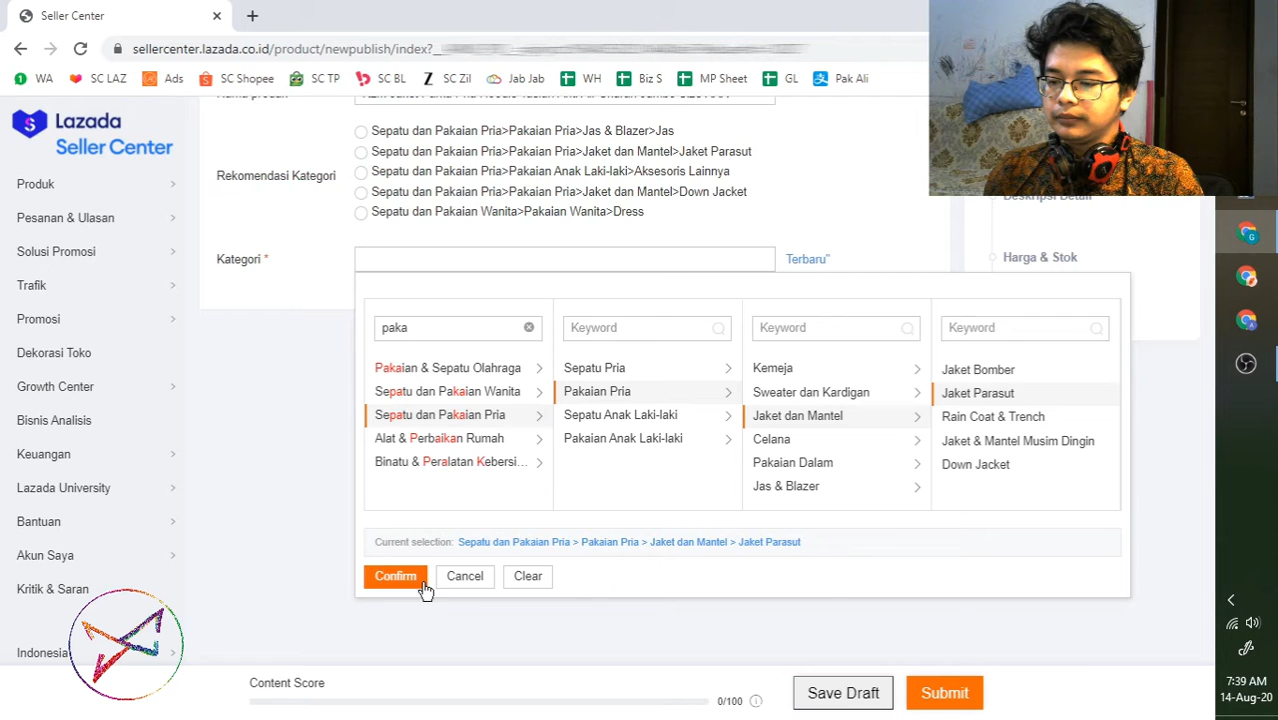 Seller Center
sellercenter.lazada.co.id/product/newpublish/index?_
WA
SC LAZ
Ads
SC Shopee
SC TP
SC BL
SC Zil
Jab Jab
WH
Biz S
MP Sheet
GL
Pak Ali
Lazada
Seller Center
Produk
Pesanan & Ulasan
Solusi Promosi
Trafik
Promosi
Dekorasi Toko
Growth Center
Bisnis Analisis
Keuangan
Lazada University
Bantuan
Akun Saya
Kritik & Saran
Indonesia
Rekomendasi Kategori
Sepatu dan Pakaian Pria>Pakaian Pria>Jas & Blazer>Jas
Sepatu dan Pakaian Pria>Pakaian Pria>Jaket dan Mantel>Jaket Parasut
Sepatu dan Pakaian Pria>Pakaian Anak Laki-laki>Aksesoris Lainnya
Sepatu dan Pakaian Pria>Pakaian Pria>Jaket dan Mantel>Down Jacket
Sepatu dan Pakaian Wanita>Pakaian Wanita>Dress
Kategori *
Terbaru"
paka
Pakaian & Sepatu Olahraga
Sepatu dan Pakaian Wanita
Sepatu dan Pakaian Pria
Alat & Perbaikan Rumah
Binatu & Peralatan Kebersi...
Keyword
Sepatu Pria
Pakaian Pria
Sepatu Anak Laki-laki
Pakaian Anak Laki-laki
Keyword
Kemeja
Sweater dan Kardigan
Jaket dan Mantel
Celana
Pakaian Dalam
Jas & Blazer
Keyword
Jaket Bomber
Jaket Parasut
Rain Coat & Trench
Jaket & Mantel Musim Dingin
Down Jacket
Current selection: Sepatu dan Pakaian Pria > Pakaian Pria > Jaket dan Mantel > Jaket Parasut
Confirm
Cancel
Clear
Deskripsi Detail
Harga & Stok
Content Score
0/100
Save Draft
Submit
7:39 AM
14-Aug-20